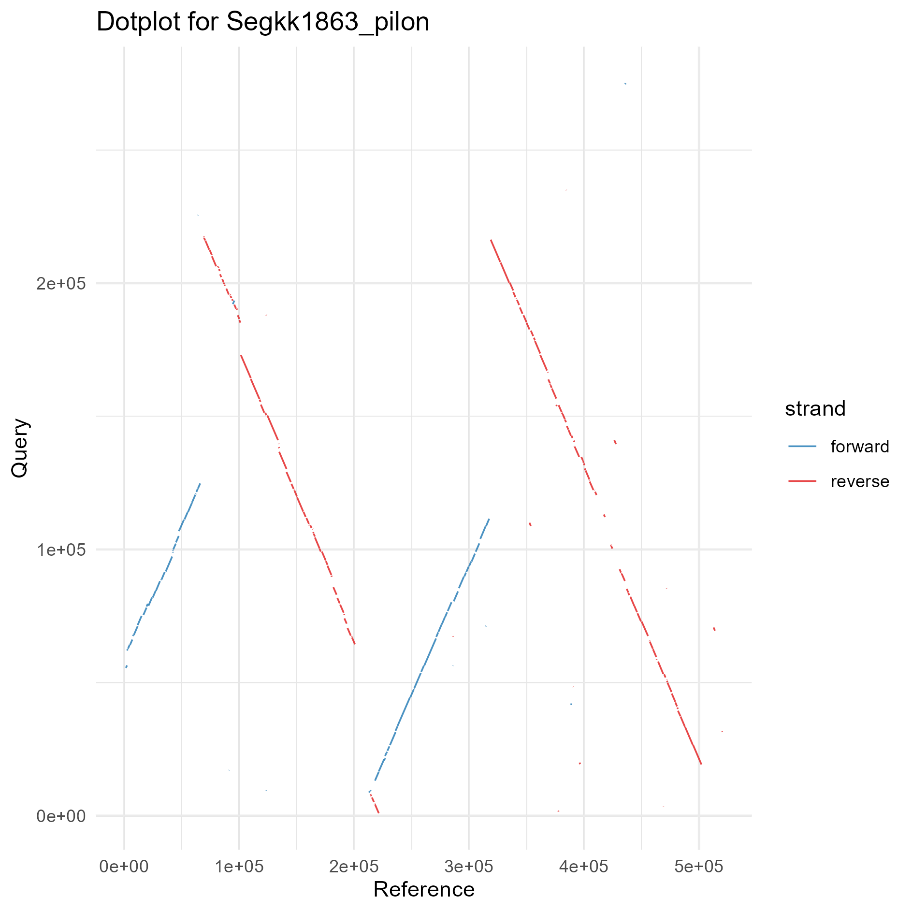 Dotplot for Segkk1863_pilon
Query
2e+05
1e+05
0e+00
0e+00 1e+05 2e+05 3e+05 4e+05 5e+05
Reference
strand
forward
reverse